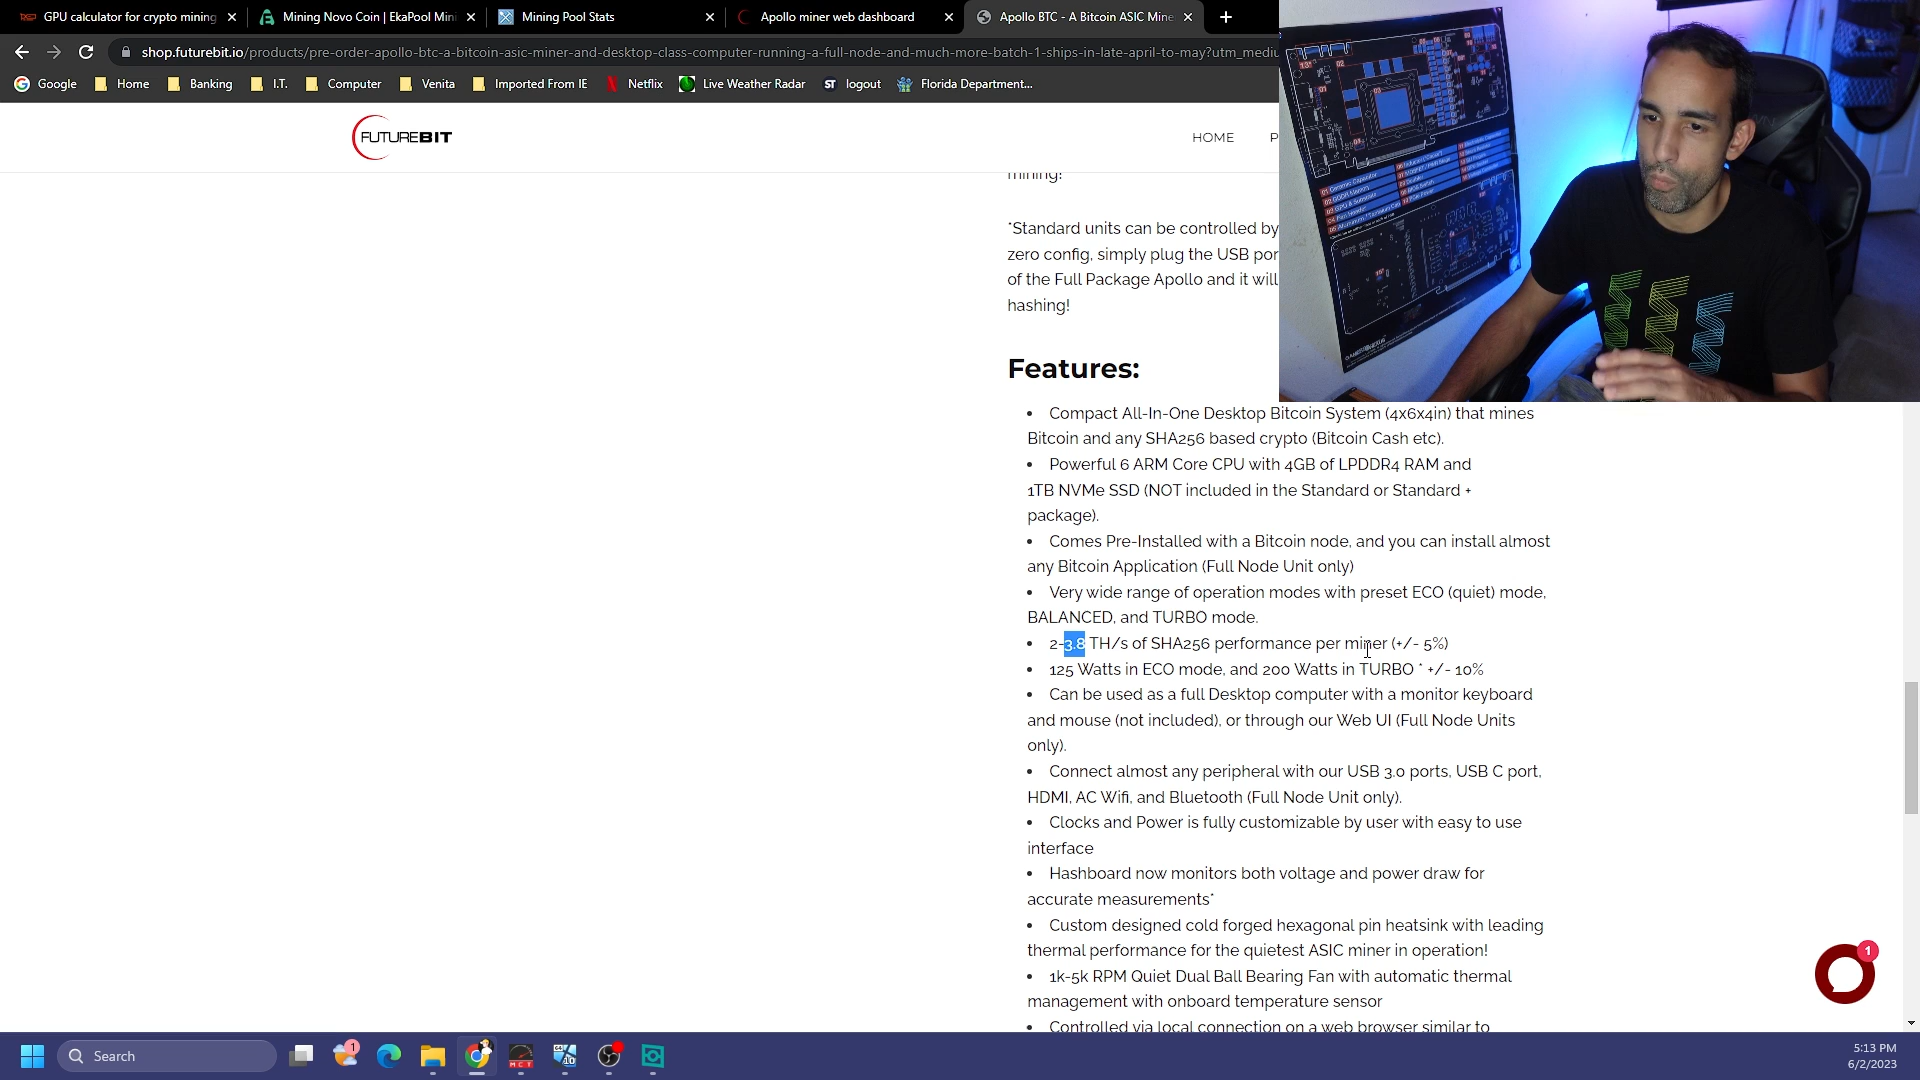 GPU calculator for crypto mining
Mining Novo Coin | EkaPool Mini
Mining Pool Stats
Apollo miner web dashboard
Apollo BTC - A Bitcoin ASIC Mine
shop.futurebit.io/products/pre-order-apollo-btc-a-bitcoin-asic-miner-and-desktop-class-computer-running-a-full-node-and-much-more-batch-1-ships-in-late-april-to-may?utm_mediu
Google
Home
Banking
I.T.
Computer
Venita
Imported From IE
Netflix
Live Weather Radar
ST logout
Florida Department...
FUTUREBIT
HOME
P
mining!
*Standard units can be controlled by
zero config, simply plug the USB por
of the Full Package Apollo and it will
hashing!
Features:
• Compact All-In-One Desktop Bitcoin System (4x6x4in) that mines
Bitcoin and any SHA256 based crypto (Bitcoin Cash etc).
• Powerful 6 ARM Core CPU with 4GB of LPDDR4 RAM and
1TB NVMe SSD (NOT included in the Standard or Standard +
package).
• Comes Pre-Installed with a Bitcoin node, and you can install almost
any Bitcoin Application (Full Node Unit only)
• Very wide range of operation modes with preset ECO (quiet) mode,
BALANCED, and TURBO mode.
• 2-3.8 TH/s of SHA256 performance per miner (+/- 5%)
• 125 Watts in ECO mode, and 200 Watts in TURBO * +/- 10%
• Can be used as a full Desktop computer with a monitor keyboard
and mouse (not included), or through our Web UI (Full Node Units
only).
• Connect almost any peripheral with our USB 3.0 ports, USB C port,
HDMI, AC Wifi, and Bluetooth (Full Node Unit only).
• Clocks and Power is fully customizable by user with easy to use
interface
• Hashboard now monitors both voltage and power draw for
accurate measurements*
• Custom designed cold forged hexagonal pin heatsink with leading
thermal performance for the quietest ASIC miner in operation!
• 1k-5k RPM Quiet Dual Ball Bearing Fan with automatic thermal
management with onboard temperature sensor
• Controlled via local connection on a web browser similar to
1
Search
1
MCT
10
5:13 PM
6/2/2023